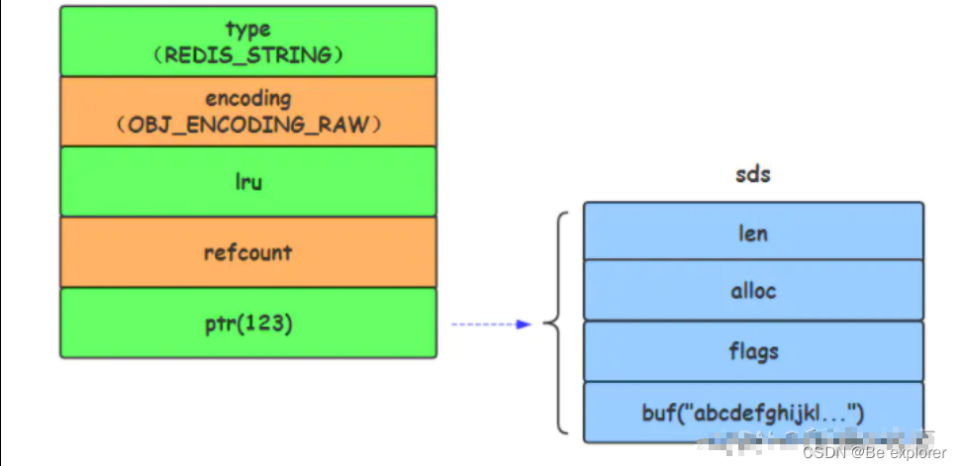 type
（REDIS_STRING）
encoding
（OBJ_ENCODING_RAW）
lru
refcount
ptr(123)
sds
len
alloc
flags
buf("abcdefghijkl...")
CSDN @Be explorer